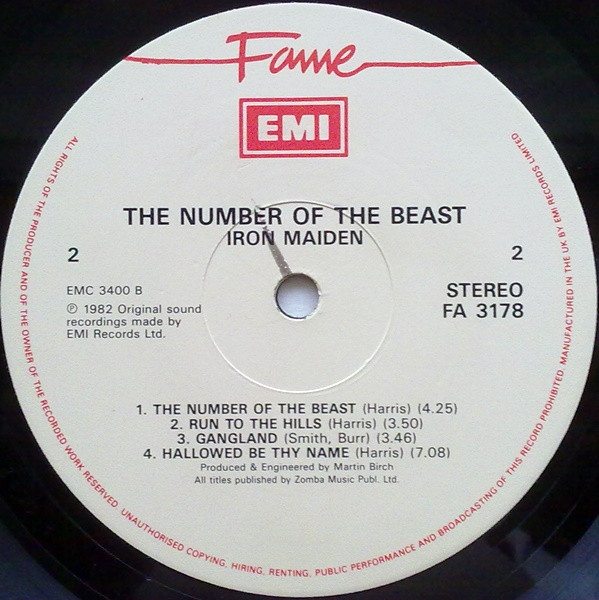 Fame
EMI
THE NUMBER OF THE BEAST
IRON MAIDEN
2
2
EMC 3400 B
℗ 1982 Original sound
recordings made by
EMI Records Ltd.
STEREO
FA 3178
1. THE NUMBER OF THE BEAST (Harris) (4.25)
2. RUN TO THE HILLS (Harris) (3.50)
3. GANGLAND (Smith, Burr) (3.46)
4. HALLOWED BE THY NAME (Harris) (7.08)
Produced & Engineered by Martin Birch
All titles published by Zomba Music Publ. Ltd.
ALL RIGHTS OF THE PRODUCER AND OF THE OWNER OF THE RECORDED WORK RESERVED. UNAUTHORISED COPYING, HIRING, RENTING, PUBLIC PERFORMANCE AND BROADCASTING OF THIS RECORD PROHIBITED. MANUFACTURED IN THE UK BY EMI RECORDS LIMITED